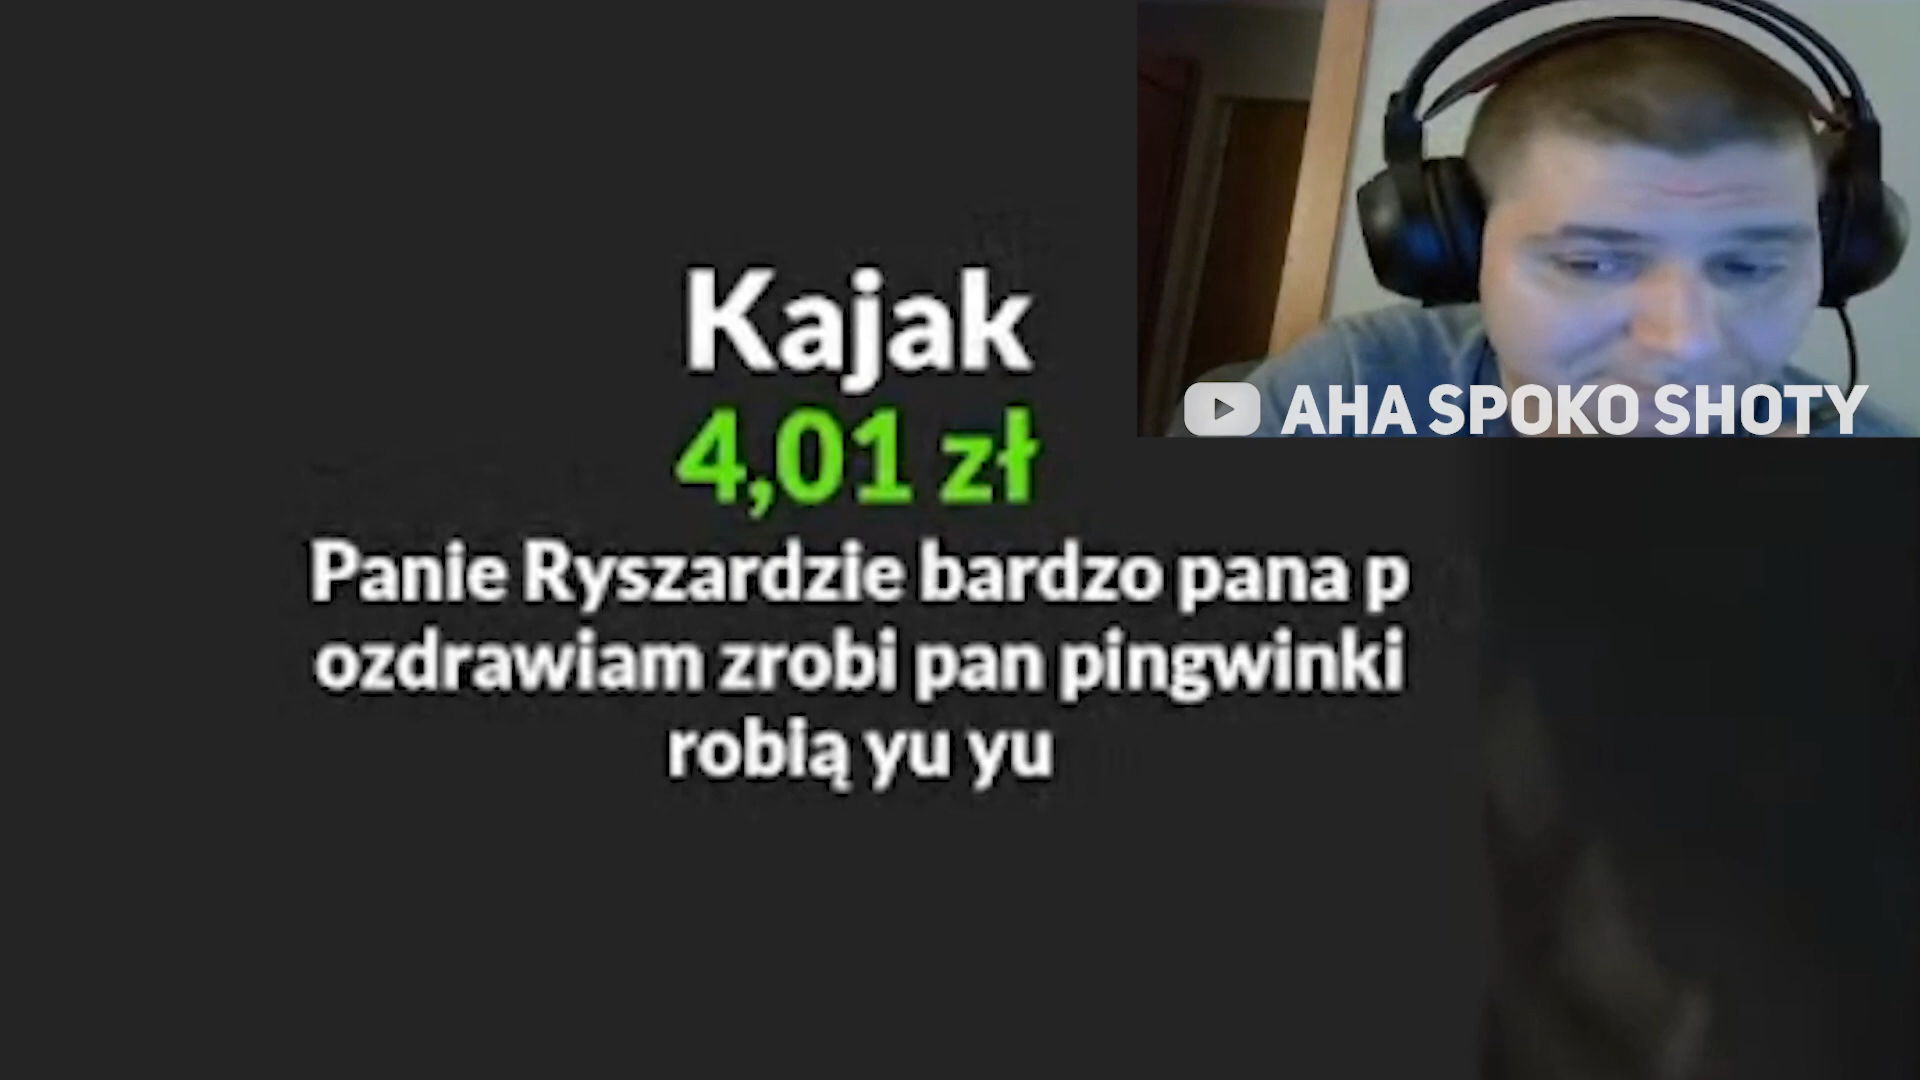 Kajak
4,01 zł
Panie Ryszardzie bardzo pana p
ozdrawiam zrobi pan pingwinki
robią yu yu
AHA SPOKO SHOTY